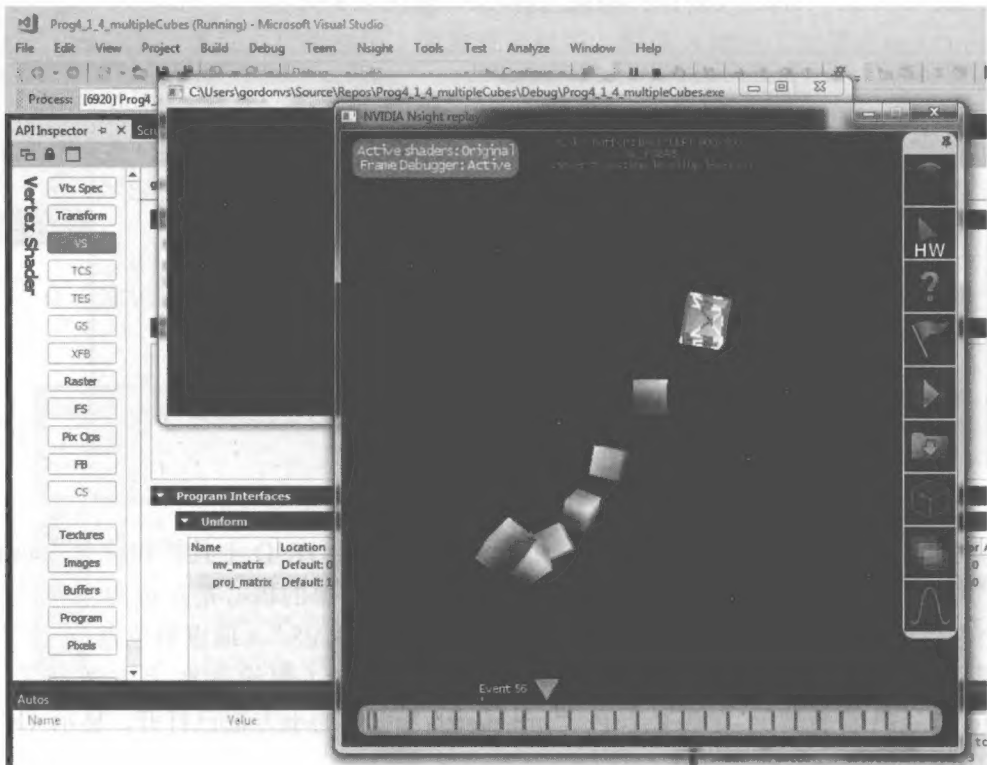 Prog4_1_4_multipleCubes (Running) - Microsoft Visual Studio
File Edit View Project Build Debug Team Nsight Tools Test Analyze Window Help
Process: [6920] Prog4_
C:\Users\gordonvs\Source\Repos\Prog4_1_4_multipleCubes\Debug\Prog4_1_4_multipleCubes.exe
NVIDIA Nsight replay
API Inspector
Active shaders:Original
Frame Debugger:Active
Vertex Shader
Vtx Spec
Transform
VS
TCS
TES
GS
XFB
Raster
FS
Pix Ops
FB
CS
Textures
Images
Buffers
Program
Pixels
HW
?
Program Interfaces
Uniform
Name Location
mv_matrix Default: 0
proj_matrix Default: 1
Event 56
Autos
Name Value